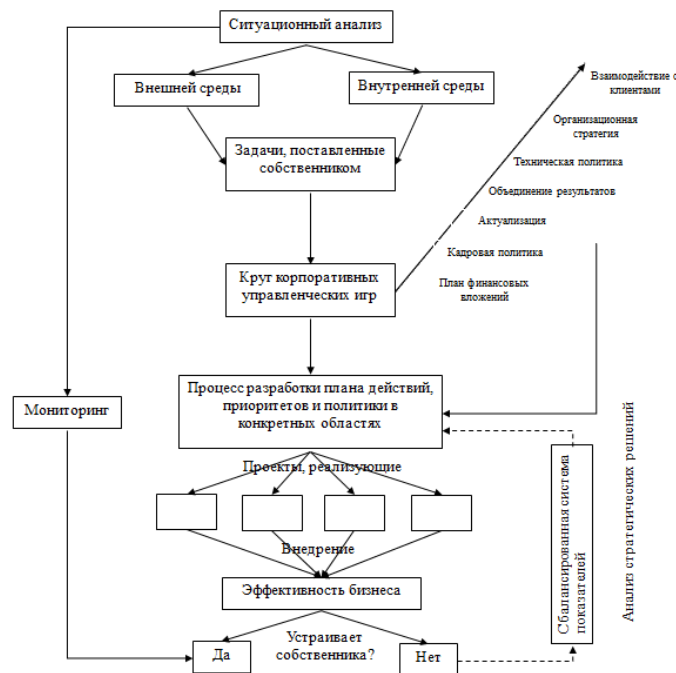 Ситуационный анализ
Внешней среды
Внутренней среды
Задачи, поставленные
собственником
Взаимодействие с
клиентами
Организационная
стратегия
Техническая политика
Объединение результатов
Актуализация
Кадровая политика
План финансовых
вложений
Круг корпоративных
управленческих игр
Процесс разработки плана действий,
приоритетов и политики в
конкретных областях
Мониторинг
Проекты, реализующие
Внедрение
Эффективность бизнеса
Устраивает
собственника?
Да
Нет
Сбалансированная система
показателей
Анализ стратегических решений